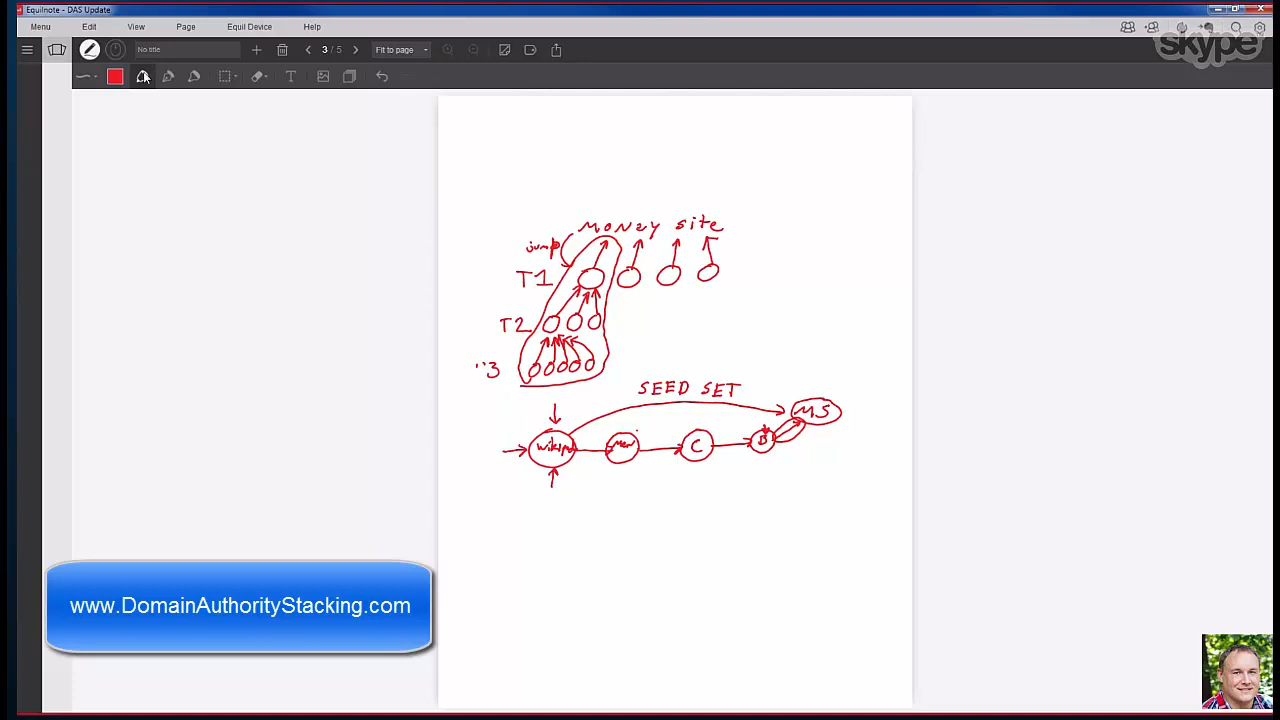 Equilnote - DAS Update
Menu Edit View Page Equil Device Help
skype
No title 3 / 5 Fit to page
MONEY site
jump
T1
T2
3
SEED SET
MS
C
B
www.DomainAuthorityStacking.com